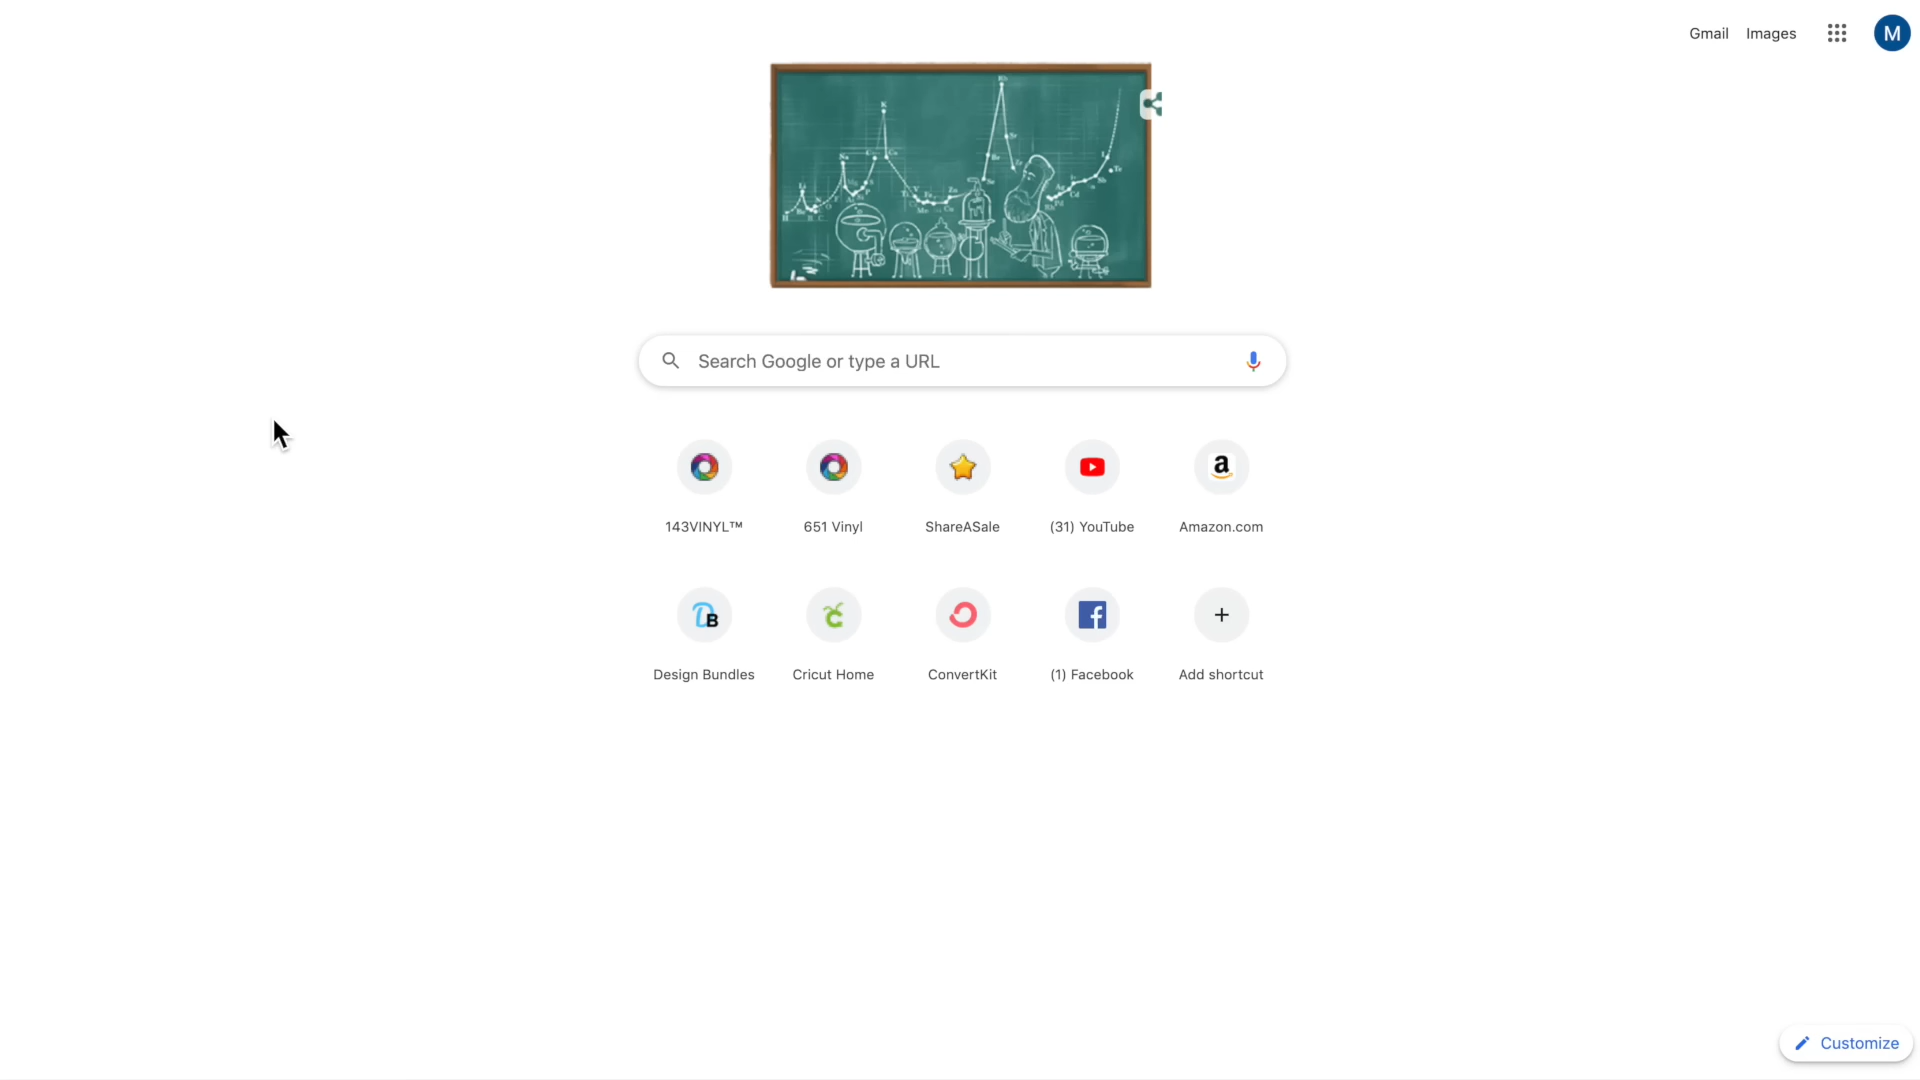 Gmail Images M
K
Search Google or type a URL
143VINYL™ 651 Vinyl ShareASale (31) YouTube Amazon.com
Design Bundles Cricut Home ConvertKit (1) Facebook Add shortcut
Customize